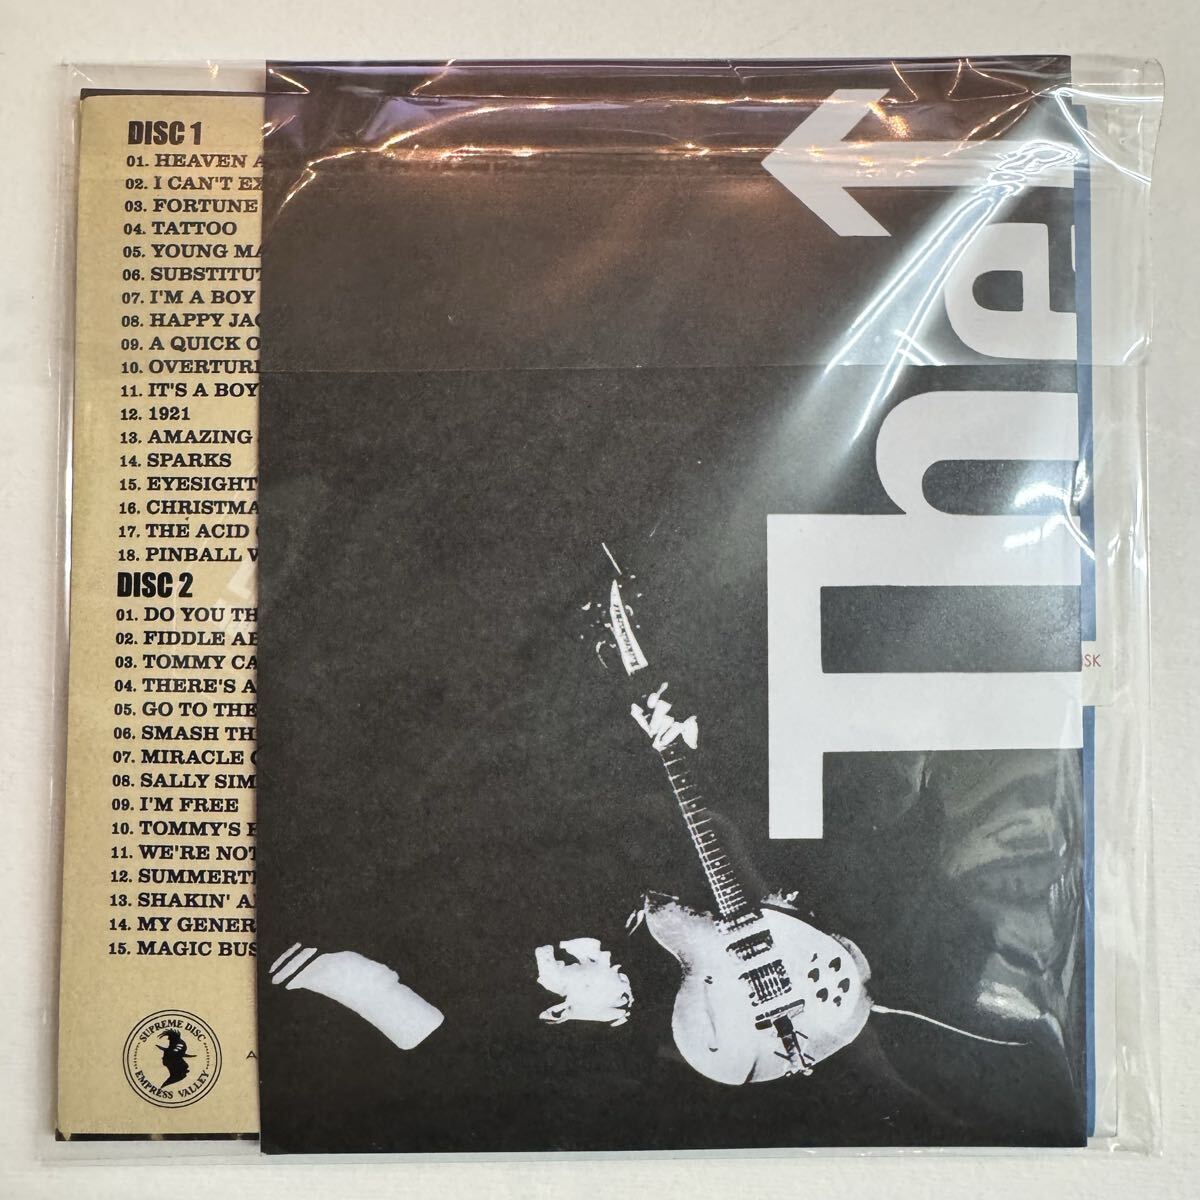 DISC 1
01. HEAVEN A
02. I CAN'T EX
03. FORTUNE
04. TATTOO
05. YOUNG MA
06. SUBSTITUT
07. I'M A BOY
08. HAPPY JAC
09. A QUICK O
10. OVERTURE
11. IT'S A BOY
12. 1921
13. AMAZING
14. SPARKS
15. EYESIGHT
16. CHRISTMA
17. THE ACID
18. PINBALL W
DISC 2
01. DO YOU TH
02. FIDDLE AB
03. TOMMY CA
04. THERE'S A
05. GO TO THE
06. SMASH TH
07. MIRACLE
08. SALLY SIM
09. I'M FREE
10. TOMMY'S H
11. WE'RE NOT
12. SUMMERTI
13. SHAKIN' A
14. MY GENER
15. MAGIC BUS
SUPREME DISC
EMPRESS VALLEY
A
The
SK